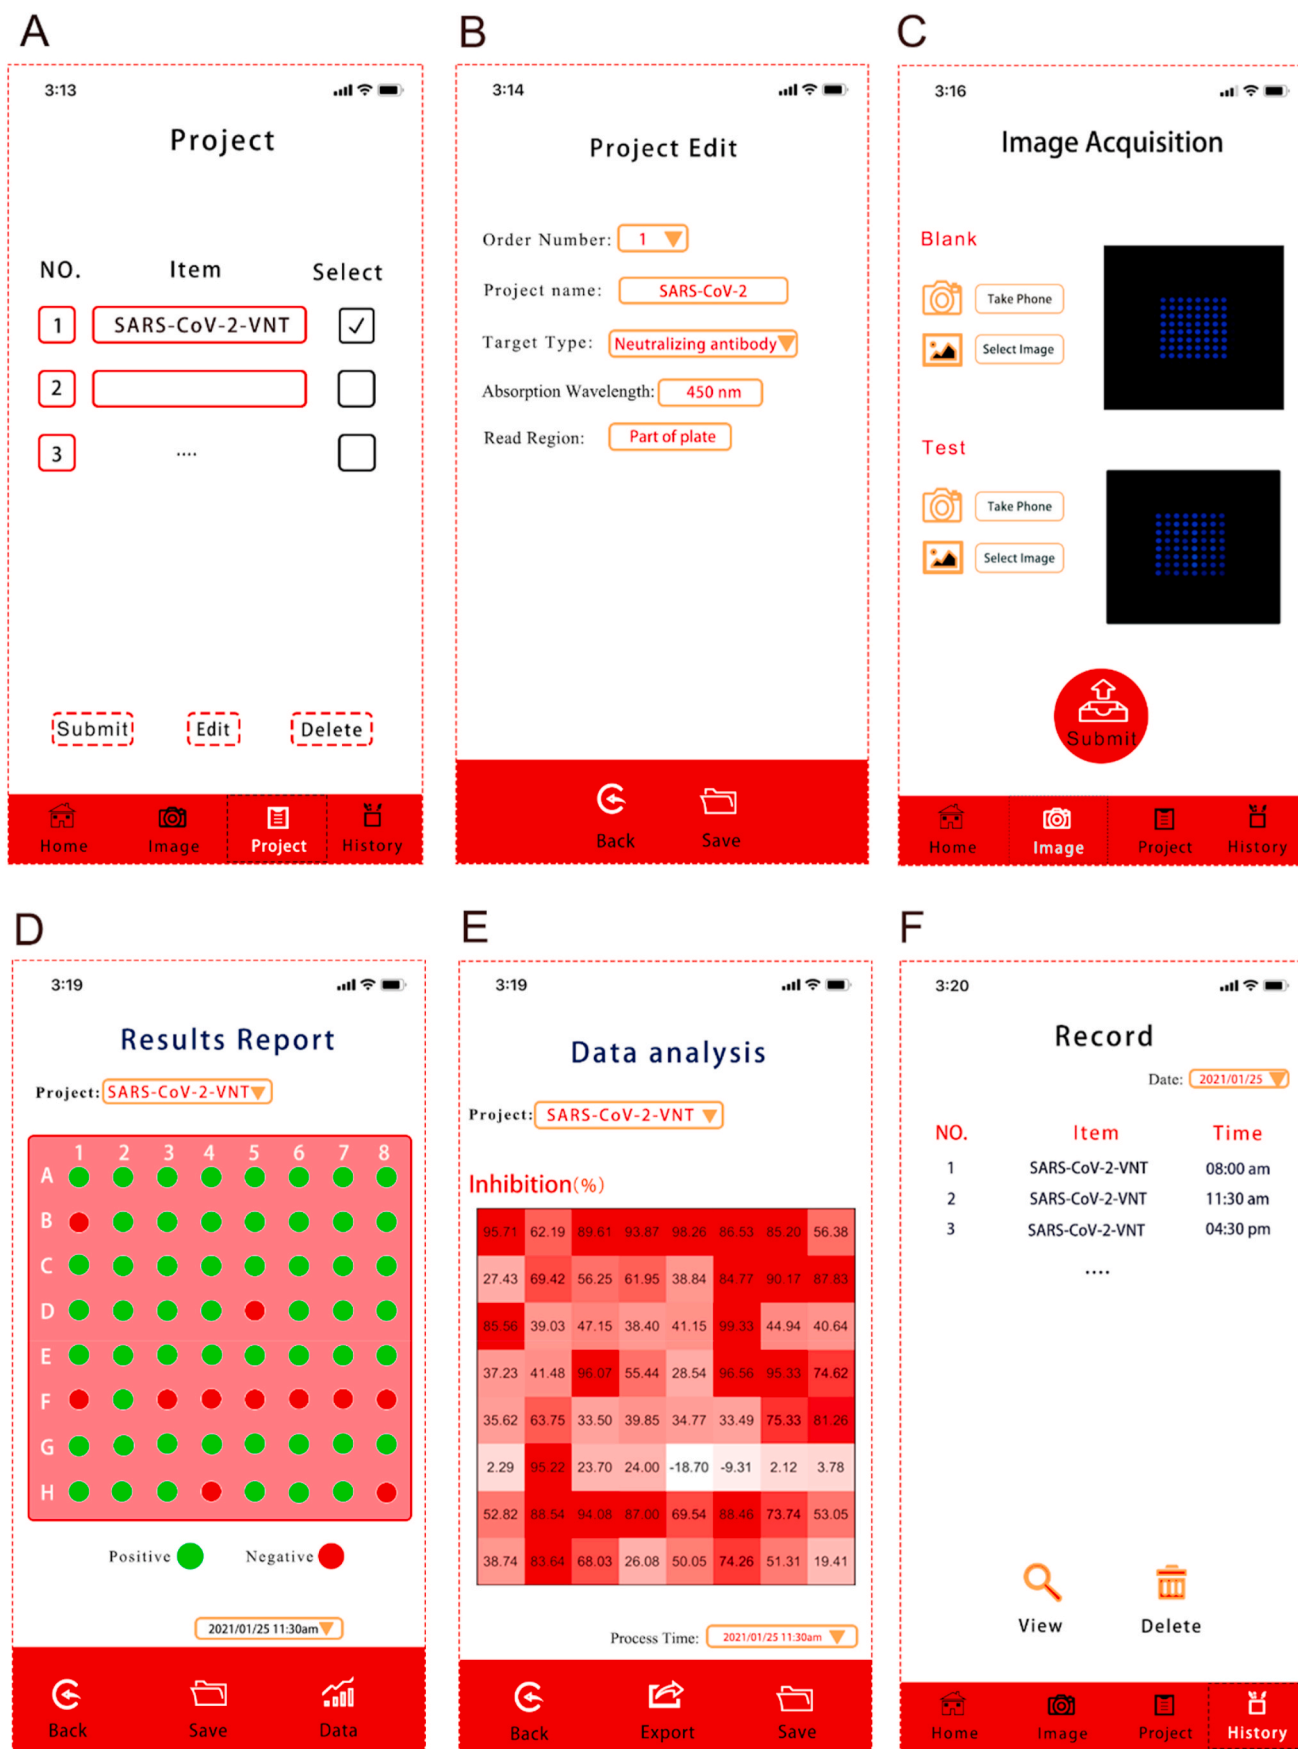 A
3:13
Project
NO. Item Select
1 SARS-CoV-2-VNT ✓
2
3 ....
Submit Edit Delete
Home Image Project History
B
3:14
Project Edit
Order Number: 1
Project name: SARS-CoV-2
Target Type: Neutralizing antibody
Absorption Wavelength: 450 nm
Read Region: Part of plate
Back Save
C
3:16
Image Acquisition
Blank
Take Phone
Select Image
Test
Take Phone
Select Image
Submit
Home Image Project History
D
3:19
Results Report
Project: SARS-CoV-2-VNT
1 2 3 4 5 6 7 8
A
B
C
D
E
F
G
H
Positive Negative
2021/01/25 11:30am
Back Save Data
E
3:19
Data analysis
Project: SARS-CoV-2-VNT
Inhibition(%)
95.71 62.19 89.61 93.87 98.26 86.53 85.20 56.38
27.43 69.42 56.25 61.95 38.84 84.77 90.17 87.83
85.56 39.03 47.15 38.40 41.15 99.33 44.94 40.64
37.23 41.48 96.07 55.44 28.54 96.56 95.33 74.62
35.62 63.75 33.50 39.85 34.77 33.49 75.33 81.26
2.29 95.22 23.70 24.00 -18.70 -9.31 2.12 3.78
52.82 88.54 94.08 87.00 69.54 88.46 73.74 53.05
38.74 83.64 68.03 26.08 50.05 74.26 51.31 19.41
Process Time: 2021/01/25 11:30am
Back Export Save
F
3:20
Record
Date: 2021/01/25
NO. Item Time
1 SARS-CoV-2-VNT 08:00 am
2 SARS-CoV-2-VNT 11:30 am
3 SARS-CoV-2-VNT 04:30 pm
....
View Delete
Home Image Project History